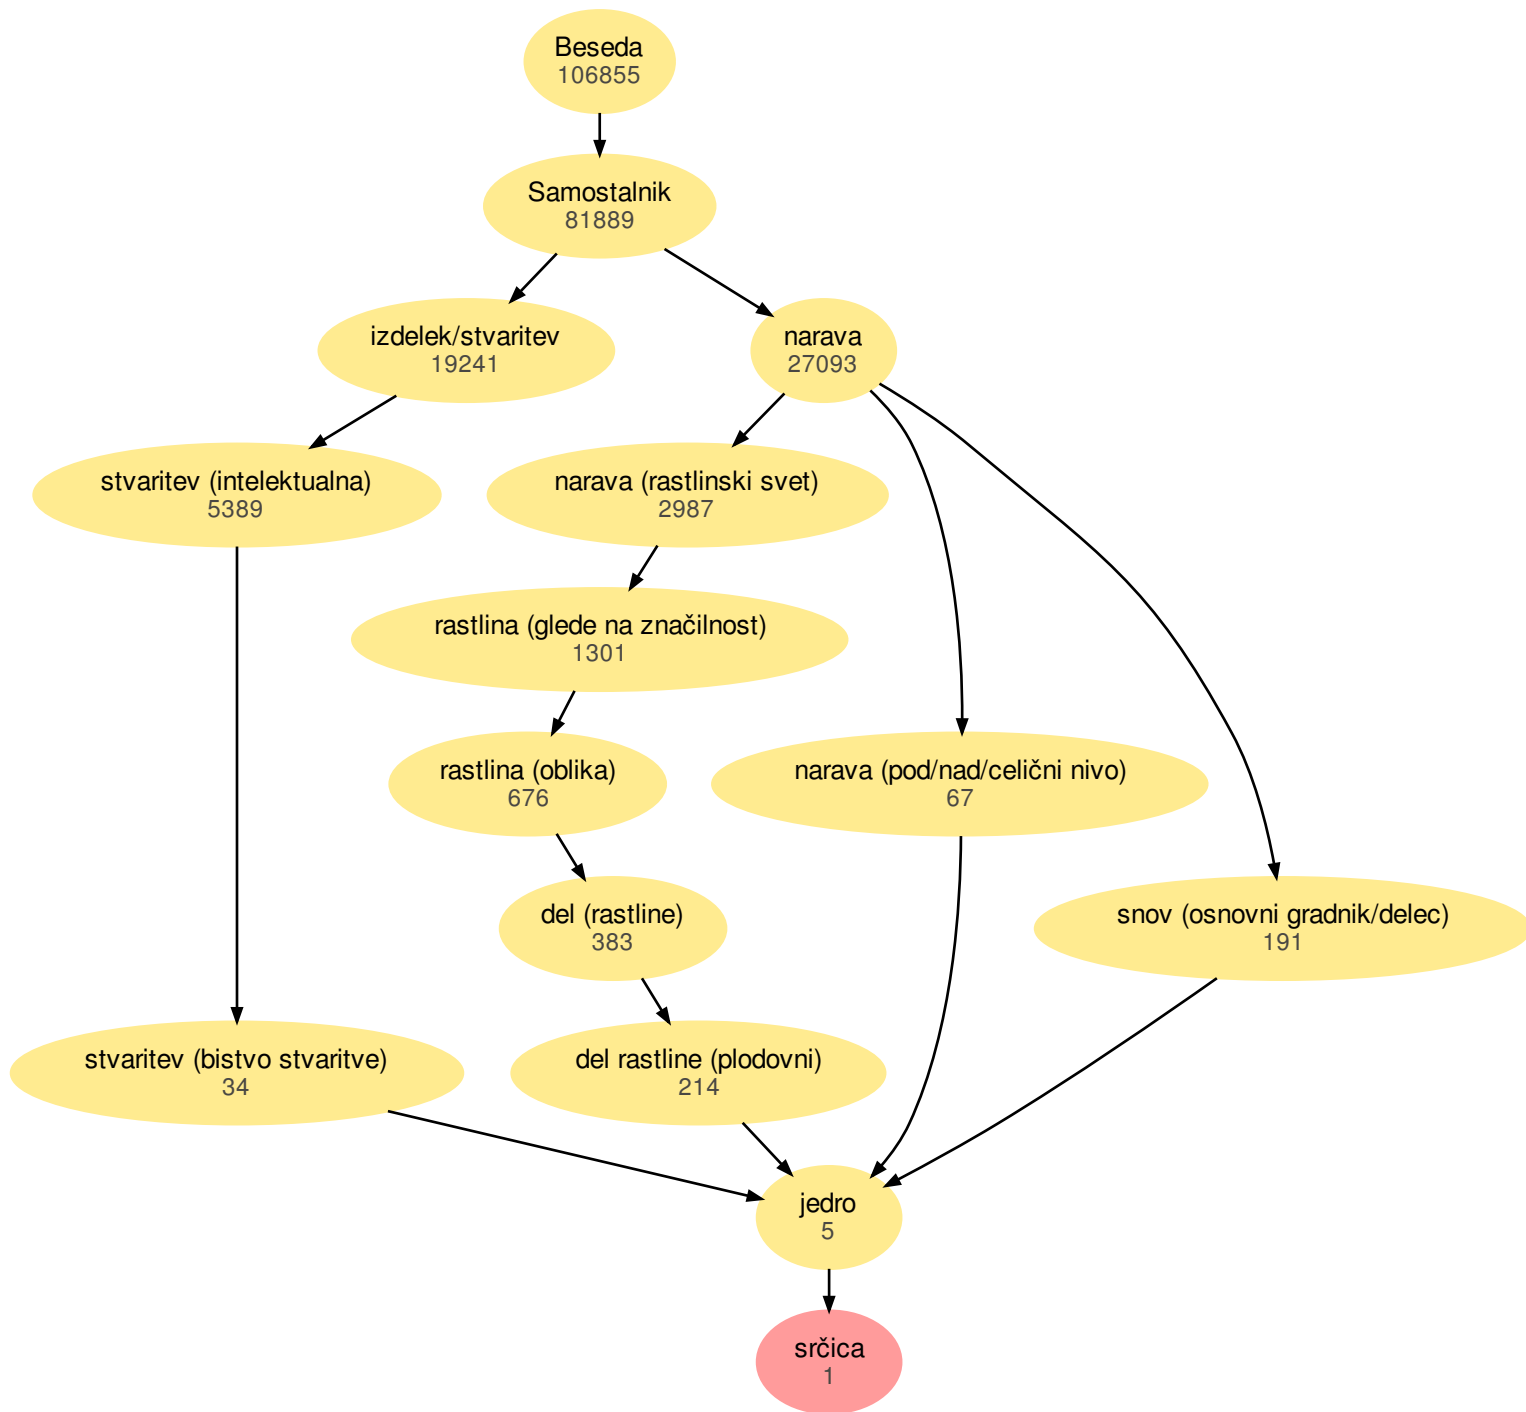 Beseda
106855
Samostalnik
81889
izdelek/stvaritev
19241
narava
27093
stvaritev (intelektualna)
5389
narava (rastlinski svet)
2987
rastlina (glede na značilnost)
1301
rastlina (oblika)
676
narava (pod/nad/celični nivo)
67
del (rastline)
383
snov (osnovni gradnik/delec)
191
stvaritev (bistvo stvaritve)
34
del rastline (plodovni)
214
jedro
5
srčica
1